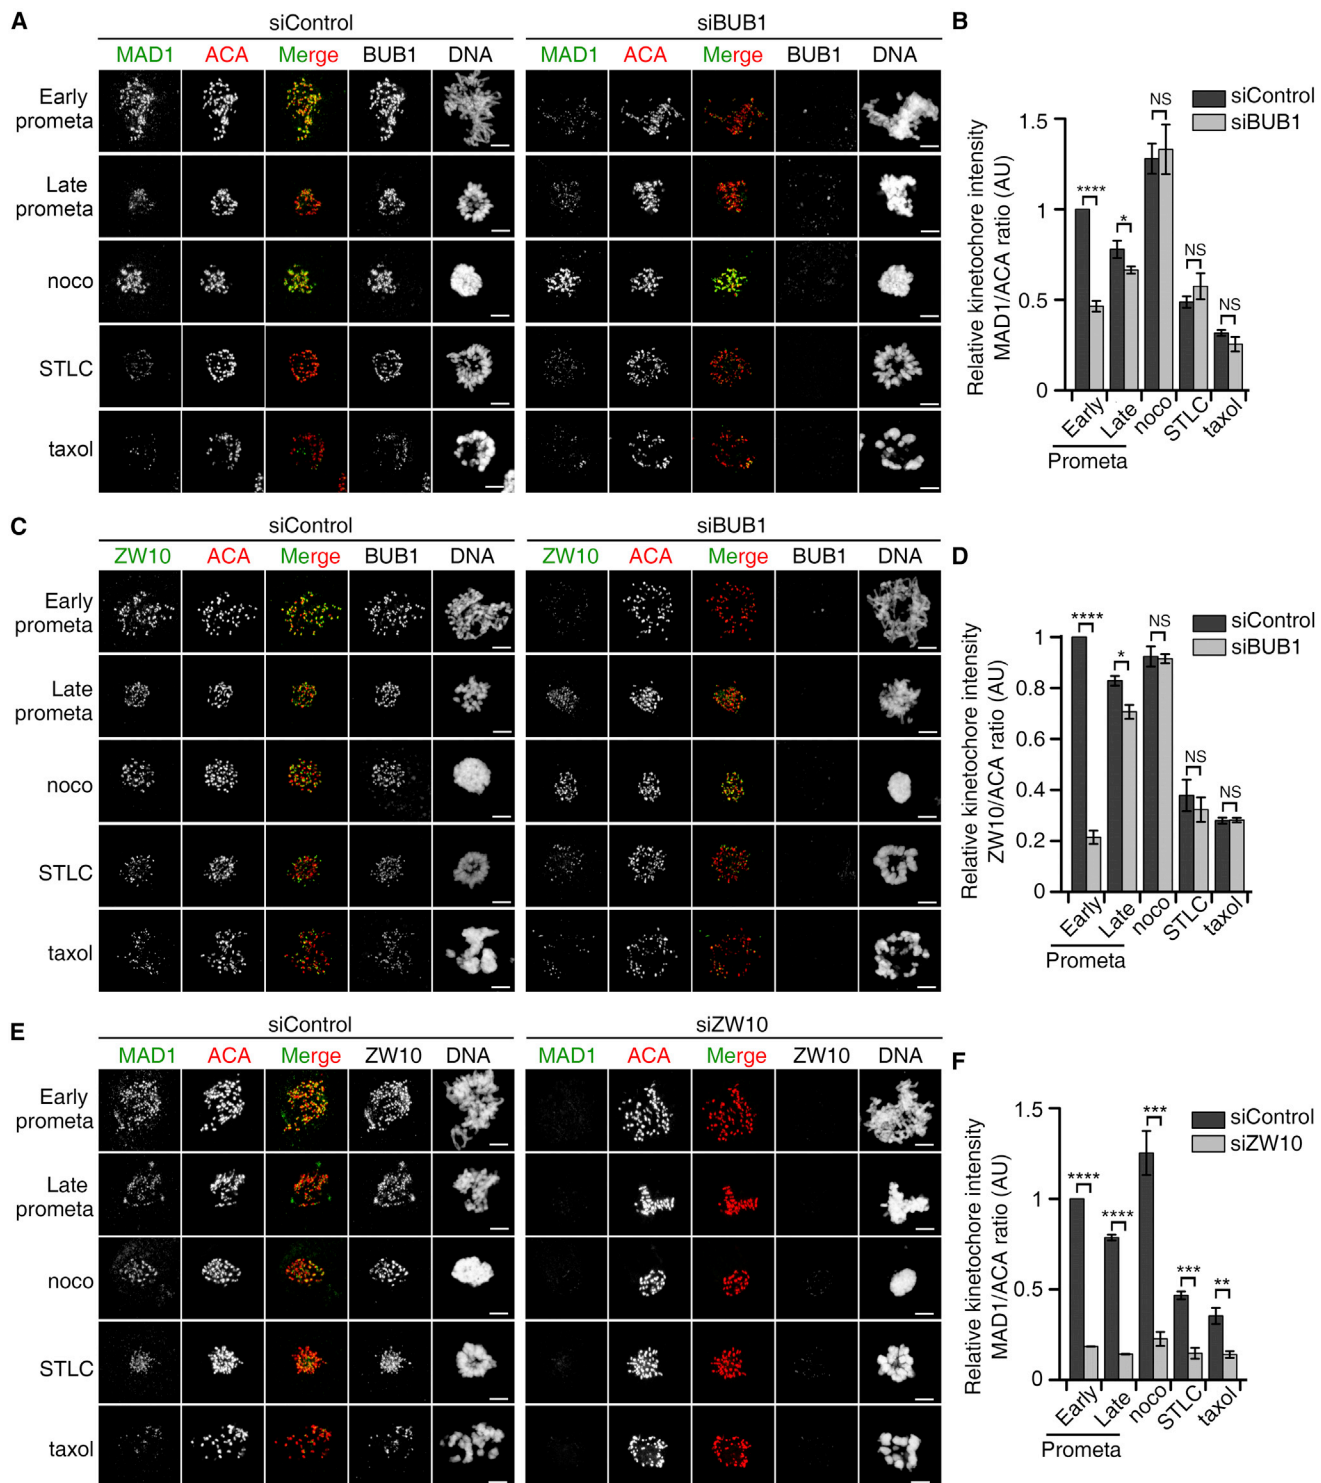 A
siControl
siBUB1
MAD1 ACA Merge BUB1 DNA
MAD1 ACA Merge BUB1 DNA
Early
prometa
Late
prometa
noco
STLC
taxol
B
Relative kinetochore intensity
MAD1/ACA ratio (AU)
siControl
siBUB1
1.5
1
0.5
0
****
*
NS
NS
NS
Early
Late
noco
STLC
taxol
Prometa
C
siControl
siBUB1
ZW10 ACA Merge BUB1 DNA
ZW10 ACA Merge BUB1 DNA
Early
prometa
Late
prometa
noco
STLC
taxol
D
Relative kinetochore intensity
ZW10/ACA ratio (AU)
siControl
siBUB1
1
0.8
0.6
0.4
0.2
0
****
*
NS
NS
NS
Early
Late
noco
STLC
taxol
Prometa
E
siControl
siZW10
MAD1 ACA Merge ZW10 DNA
MAD1 ACA Merge ZW10 DNA
Early
prometa
Late
prometa
noco
STLC
taxol
F
Relative kinetochore intensity
MAD1/ACA ratio (AU)
siControl
siZW10
1.5
1
0.5
0
****
****
***
***
**
Early
Late
noco
STLC
taxol
Prometa